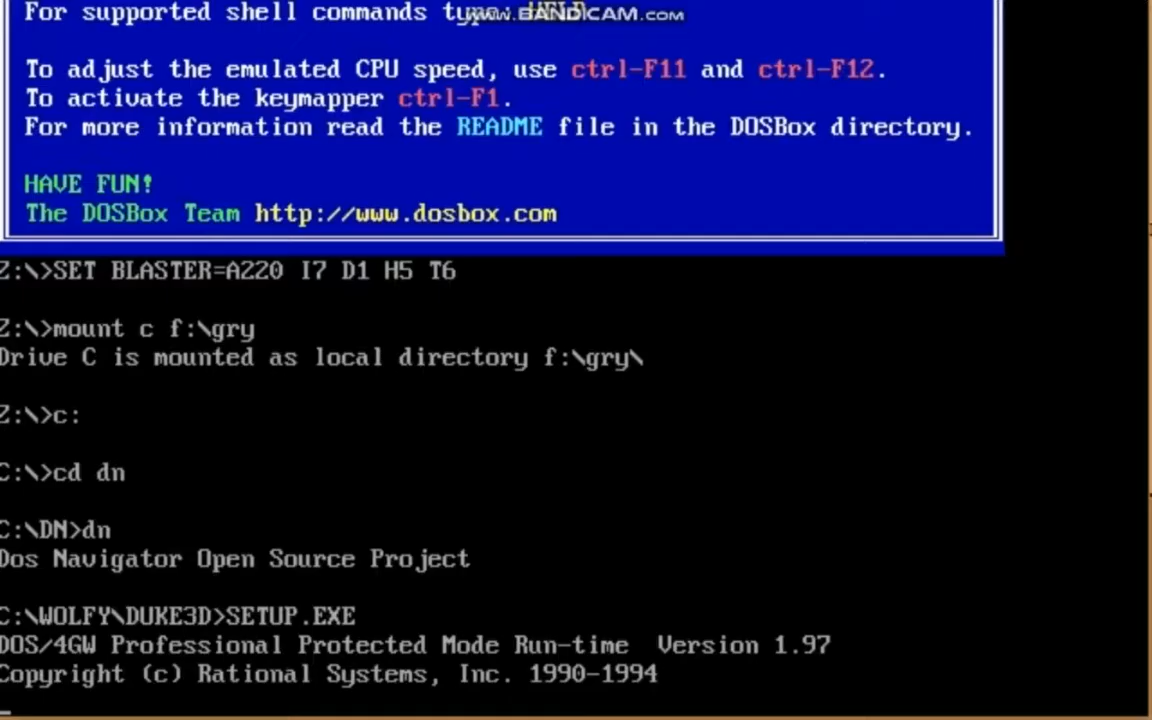 For supported shell commands type: HELP
www.BANDICAM.com
To adjust the emulated CPU speed, use ctrl-F11 and ctrl-F12.
To activate the keymapper ctrl-F1.
For more information read the README file in the DOSBox directory.
HAVE FUN!
The DOSBox Team http://www.dosbox.com
Z:\>SET BLASTER=A220 I7 D1 H5 T6
Z:\>mount c f:\gry
Drive C is mounted as local directory f:\gry\
Z:\>c:
C:\>cd dn
C:\DN>dn
Dos Navigator Open Source Project
C:\WOLFY\DUKE3D>SETUP.EXE
DOS/4GW Professional Protected Mode Run-time  Version 1.97
Copyright (c) Rational Systems, Inc. 1990-1994